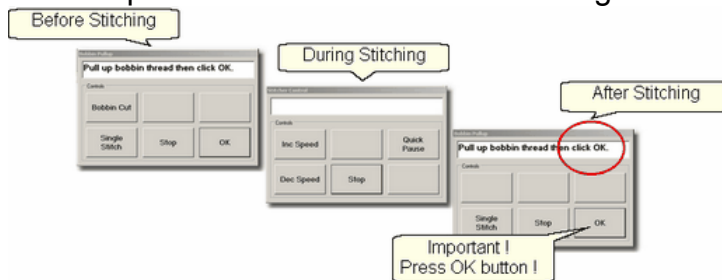 Before Stitching
Bobbin Pullup
Pull up bobbin thread then click OK.
Controls
Bobbin Cut
Single Stitch
Stop
OK
During Stitching
Stitcher Control
Controls
Inc Speed
Quick Pause
Dec Speed
Stop
After Stitching
Bobbin Pullup
Pull up bobbin thread then click OK.
Controls
Single Stitch
Stop
OK
Important !
Press OK button !